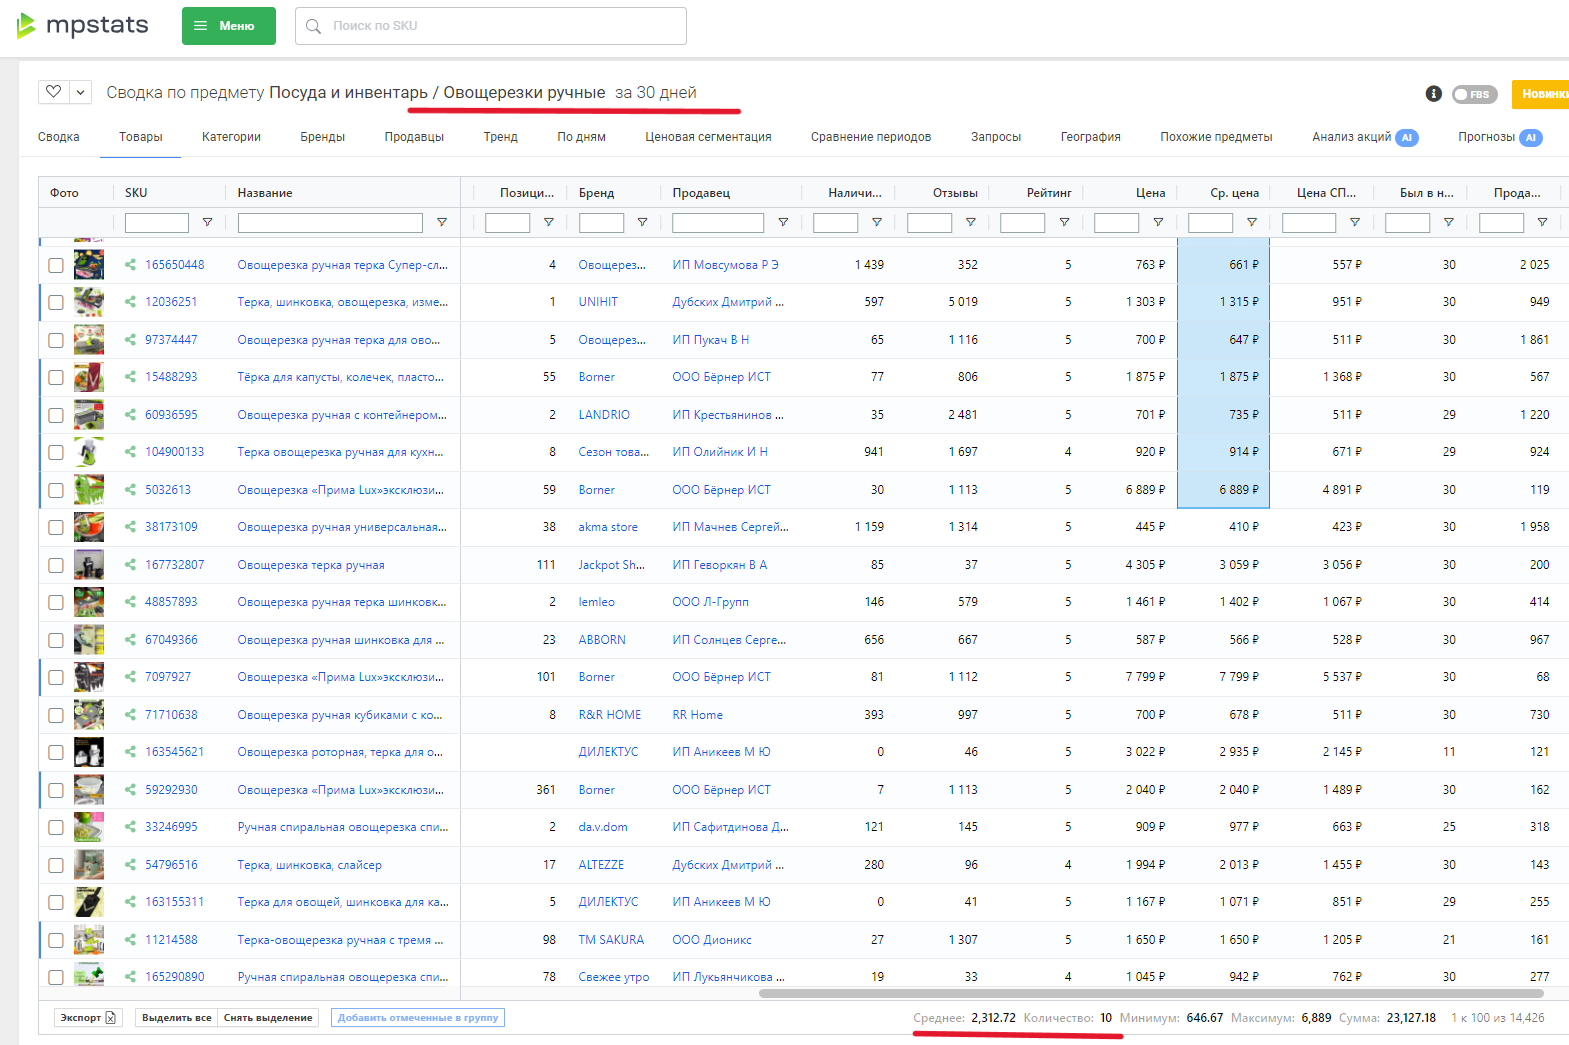 mpstats
Меню
Поиск по SKU
Сводка по предмету Посуда и инвентарь / Овощерезки ручные за 30 дней
FBS
Новинки
Сводка Товары Категории Бренды Продавцы Тренд По дням Ценовая сегментация Сравнение периодов Запросы География Похожие предметы Анализ акций AI Прогнозы AI
Фото SKU Название Позици... Бренд Продавец Наличи... Отзывы Рейтинг Цена Ср. цена Цена СП... Был в н... Прода...
165650448 Овощерезка ручная терка Супер-сл... 4 Овощерез... ИП Мовсумова Р Э 1 439 352 5 763 ₽ 661 ₽ 557 ₽ 30 2 025
12036251 Терка, шинковка, овощерезка, изме... 1 UNIHIT Дубских Дмитрий ... 597 5 019 5 1 303 ₽ 1 315 ₽ 951 ₽ 30 949
97374447 Овощерезка ручная терка для ово... 5 Овощерез... ИП Пукач В Н 65 1 116 5 700 ₽ 647 ₽ 511 ₽ 30 1 861
15488293 Тёрка для капусты, колечек, пласто... 55 Borner ООО Бёрнер ИСТ 77 806 5 1 875 ₽ 1 875 ₽ 1 368 ₽ 30 567
60936595 Овощерезка ручная с контейнером... 2 LANDRIO ИП Крестьянинов ... 35 2 481 5 701 ₽ 735 ₽ 511 ₽ 29 1 220
104900133 Терка овощерезка ручная для кухн... 8 Сезон това... ИП Олийник И Н 941 1 697 4 920 ₽ 914 ₽ 671 ₽ 29 924
5032613 Овощерезка «Прима Lux»эксклюзи... 59 Borner ООО Бёрнер ИСТ 30 1 113 5 6 889 ₽ 6 889 ₽ 4 891 ₽ 30 119
38173109 Овощерезка ручная универсальная... 38 akma store ИП Мачнев Сергей... 1 159 1 314 5 445 ₽ 410 ₽ 423 ₽ 30 1 958
167732807 Овощерезка терка ручная 111 Jackpot Sh... ИП Геворкян В А 85 37 5 4 305 ₽ 3 059 ₽ 3 056 ₽ 30 200
48857893 Овощерезка ручная терка шинковк... 2 lemleo ООО Л-Групп 146 579 5 1 461 ₽ 1 402 ₽ 1 067 ₽ 30 414
67049366 Овощерезка ручная шинковка для ... 23 ABBORN ИП Солнцев Серге... 656 667 5 587 ₽ 566 ₽ 528 ₽ 30 967
7097927 Овощерезка «Прима Lux»эксклюзи... 101 Borner ООО Бёрнер ИСТ 81 1 112 5 7 799 ₽ 7 799 ₽ 5 537 ₽ 30 68
71710638 Овощерезка ручная кубиками с ко... 8 R&R HOME RR Home 393 997 5 700 ₽ 678 ₽ 511 ₽ 30 730
163545621 Овощерезка роторная, терка для о... ДИЛЕКТУС ИП Аникеев М Ю 0 46 5 3 022 ₽ 2 935 ₽ 2 145 ₽ 11 121
59292930 Овощерезка «Прима Lux»эксклюзи... 361 Borner ООО Бёрнер ИСТ 7 1 113 5 2 040 ₽ 2 040 ₽ 1 489 ₽ 30 162
33246995 Ручная спиральная овощерезка спи... 2 da.v.dom ИП Сафитдинова Д... 121 145 5 909 ₽ 977 ₽ 663 ₽ 25 318
54796516 Терка, шинковка, слайсер 17 ALTEZZE Дубских Дмитрий ... 280 96 4 1 994 ₽ 2 013 ₽ 1 455 ₽ 30 143
163155311 Терка для овощей, шинковка для ка... 5 ДИЛЕКТУС ИП Аникеев М Ю 0 41 5 1 167 ₽ 1 071 ₽ 851 ₽ 29 255
11214588 Терка-овощерезка ручная с тремя ... 98 TM SAKURA ООО Дионикс 27 1 307 5 1 650 ₽ 1 650 ₽ 1 205 ₽ 21 161
165290890 Ручная спиральная овощерезка спи... 78 Свежее утро ИП Лукьянчикова ... 19 33 4 1 045 ₽ 942 ₽ 762 ₽ 30 277
Экспорт Выделить все Снять выделение Добавить отмеченные в группу Среднее: 2,312.72 Количество: 10 Минимум: 646.67 Максимум: 6,889 Сумма: 23,127.18 1 к 100 из 14,426